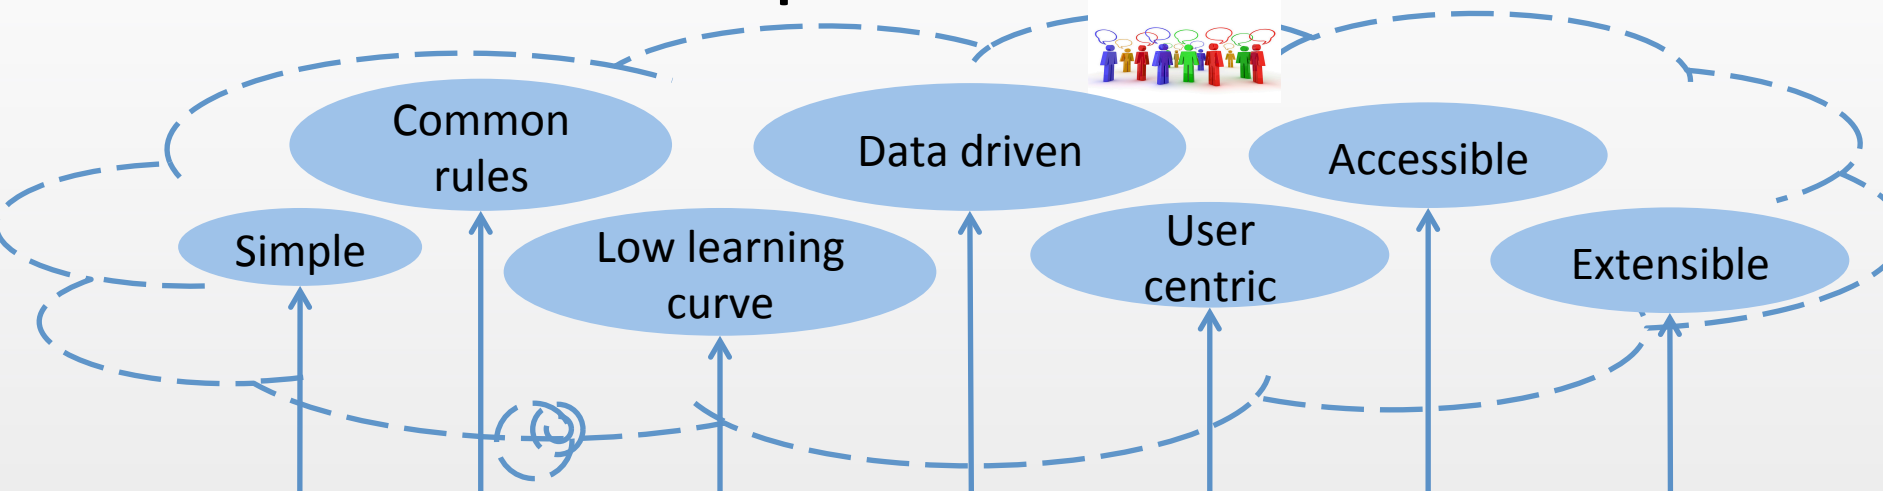 Common
rules
Data driven
Accessible
Simple
Low learning
curve
User
centric
Extensible